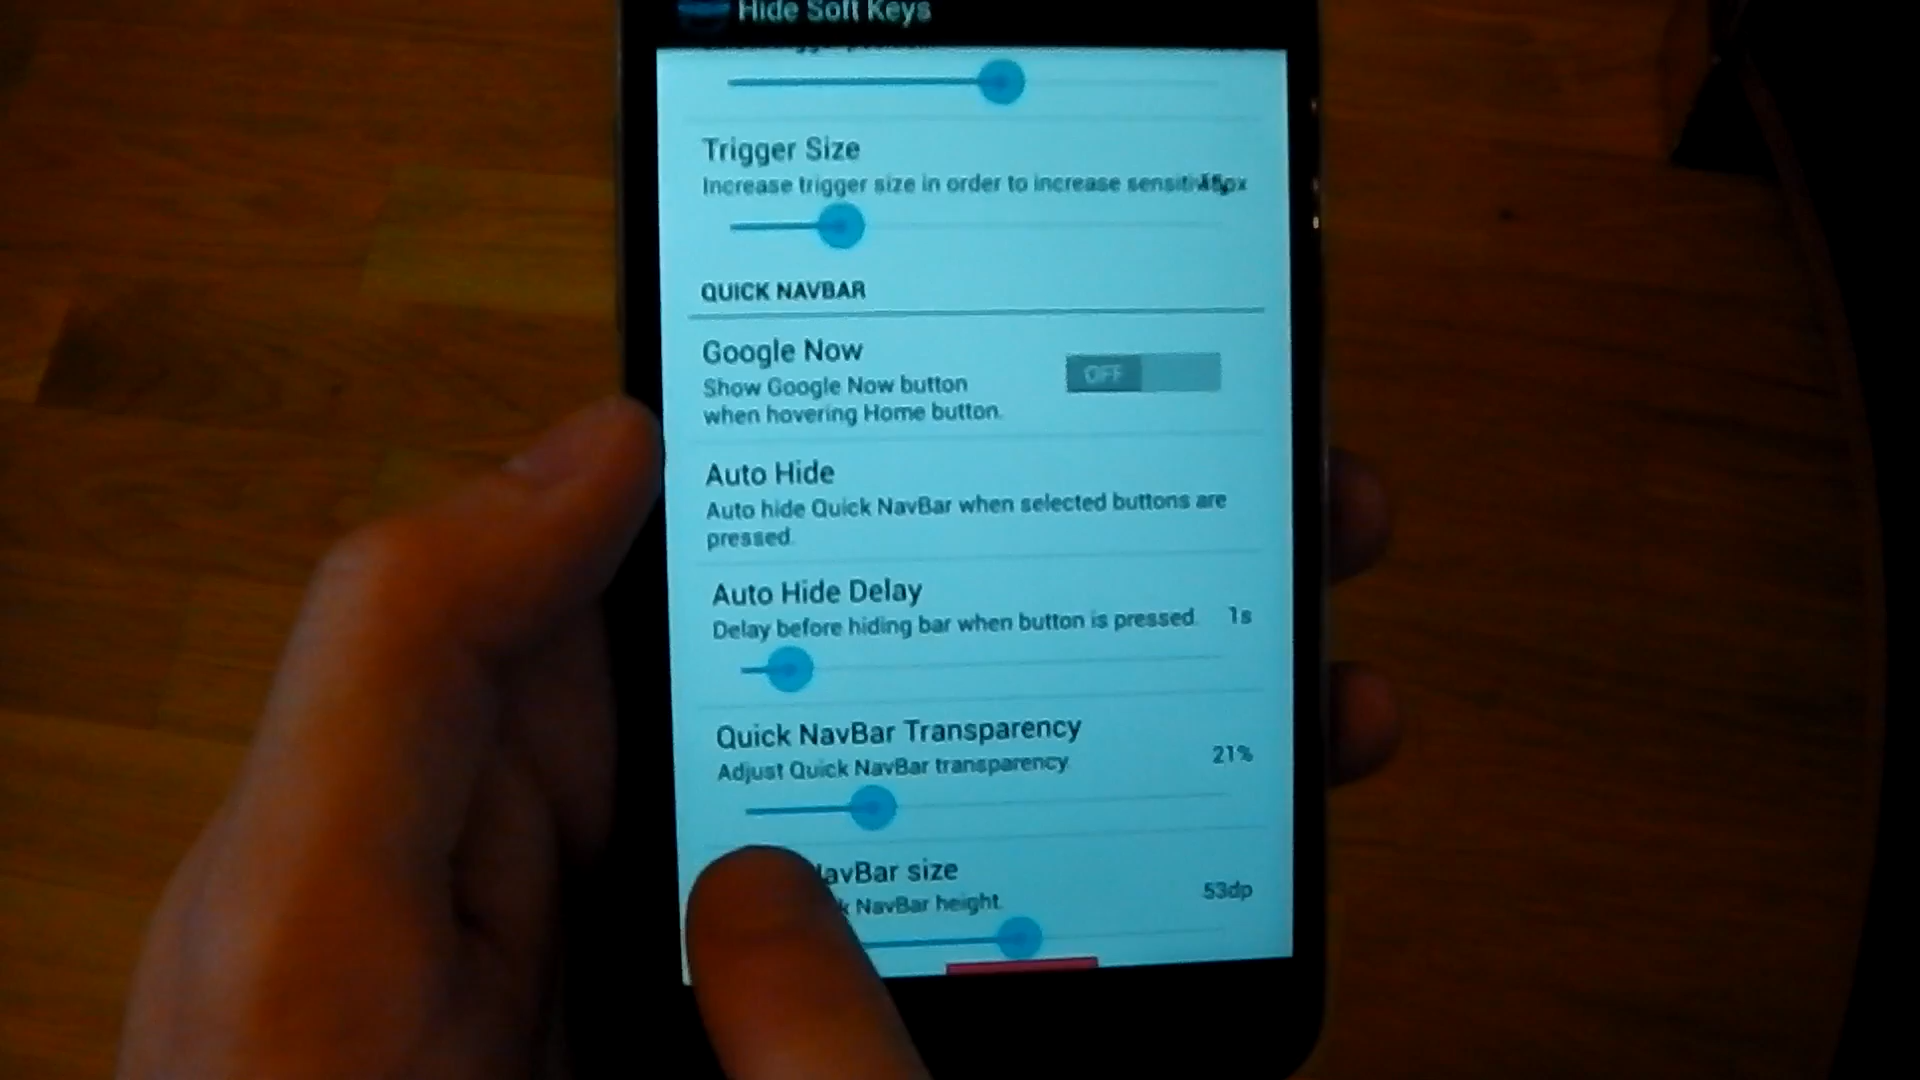 Hide Soft Keys
Trigger Size
Increase trigger size in order to increase
QUICK NAVBAR
Google Now
Show Google Now button
when hovering Home button.
OFF
Auto Hide
Auto hide Quick NavBar when selected buttons are
pressed.
Auto Hide Delay
Delay before hiding bar when button is pressed. 1s
Quick NavBar Transparency
Adjust Quick NavBar transparency. 21%
NavBar size
NavBar height. 53dp